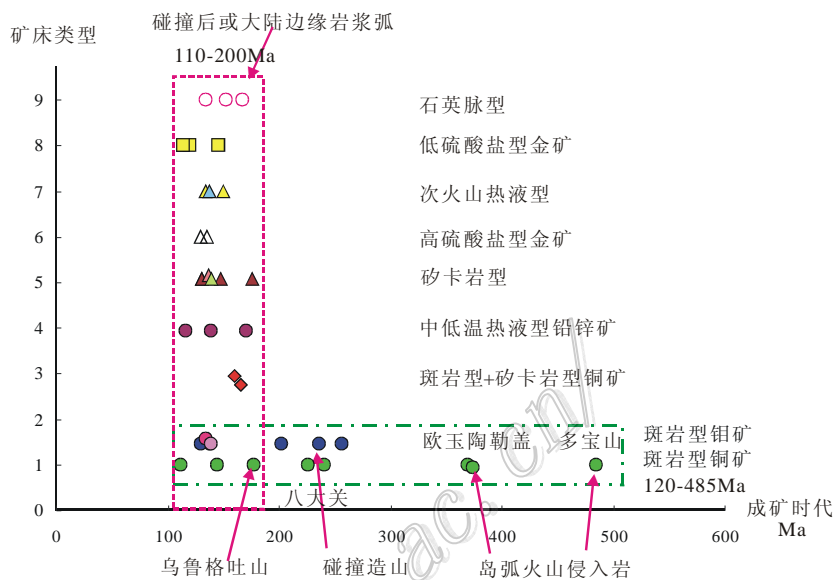 矿床类型
碰撞后或大陆边缘岩浆弧
110-200Ma
9
石英脉型
8
低硫酸盐型金矿
7
次火山热液型
6
高硫酸盐型金矿
5
矽卡岩型
4
中低温热液型铅锌矿
3
斑岩型+矽卡岩型铜矿
2
欧玉陶勒盖 多宝山
斑岩型钼矿
1
斑岩型铜矿
120-485Ma
八大关
0
0 100 200 300 400 500 600
成矿时代
Ma
乌鲁格吐山 碰撞造山 岛弧火山侵入岩
ac. cn/